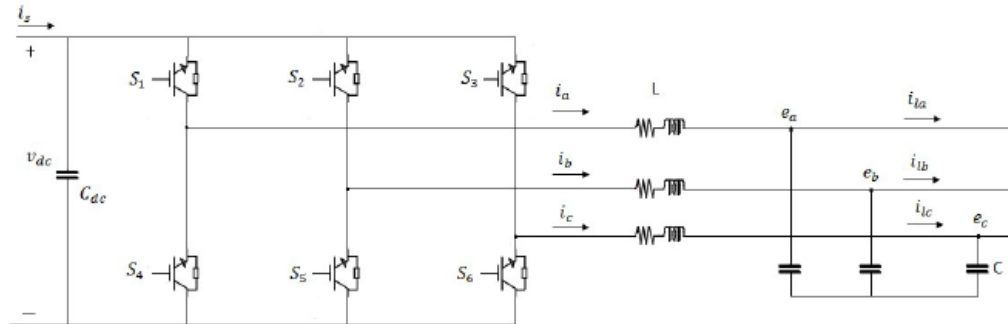 i_s
+
S_1
S_2
S_3
i_a
L
e_a
i_la
v_dc
C_dc
i_b
e_b
i_lb
i_c
i_lc
e_c
S_4
S_5
S_6
C
−